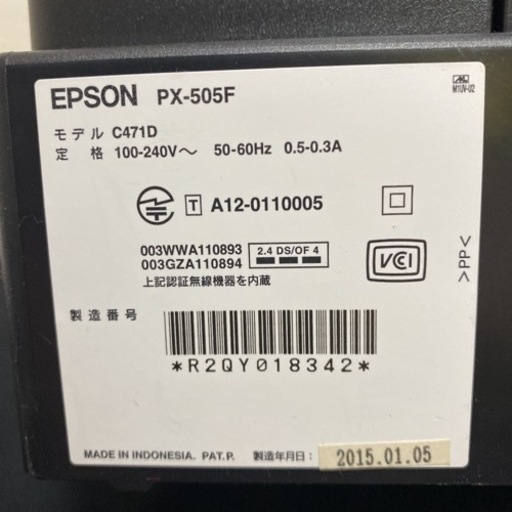 EPSON PX-505F
モデル C471D
定 格 100-240V～ 50-60Hz 0.5-0.3A
T A12-0110005
003WWA110893
003GZA110894
2.4 DS/OF 4
上記認証無線機器を内蔵
VCI
>PP<
M1UV-U2
製造番号
*R2QY018342*
MADE IN INDONESIA. PAT.P. 製造年月日: 2015.01.05